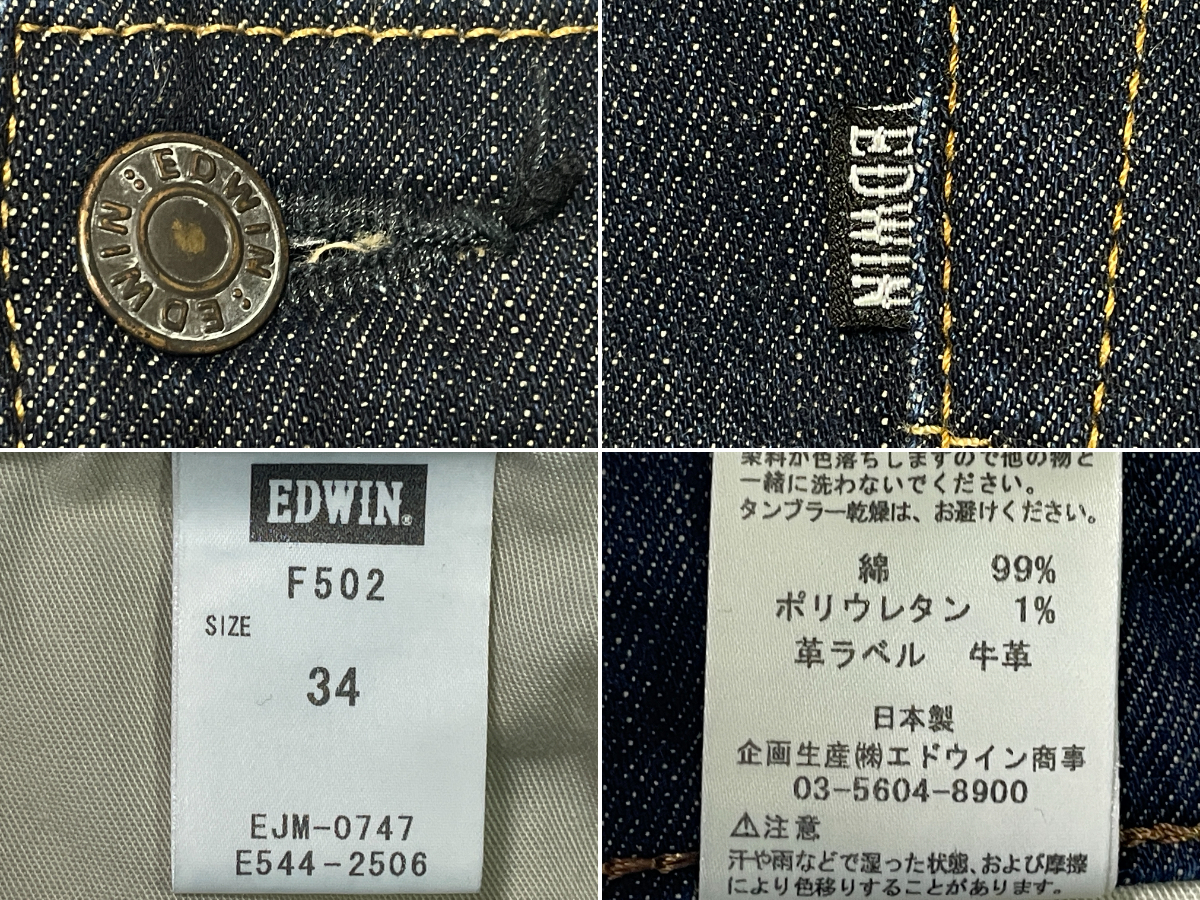 EDWIN:EDWIN:
EDWIN
EDWIN®
F502
SIZE
34
EJM-0747
E544-2506
染料が色落ちしますので他の物と
一緒に洗わないでください。
タンブラー乾燥は、お避けください。
綿 99%
ポリウレタン 1%
革ラベル 牛革
日本製
企画生産㈱エドウイン商事
03-5604-8900
⚠注意
汗や雨などで湿った状態、および摩擦
により色移りすることがあります。